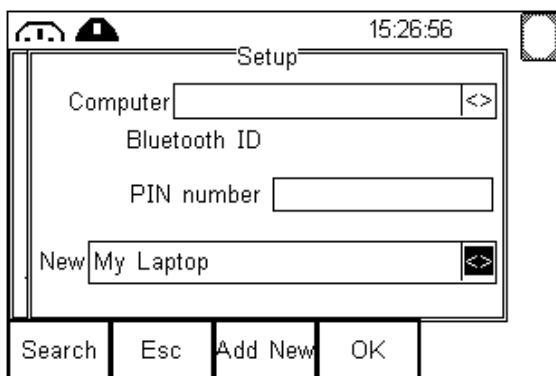 15:26:56
Setup
Computer <>
Bluetooth ID
PIN number
New My Laptop <>
Search Esc Add New OK